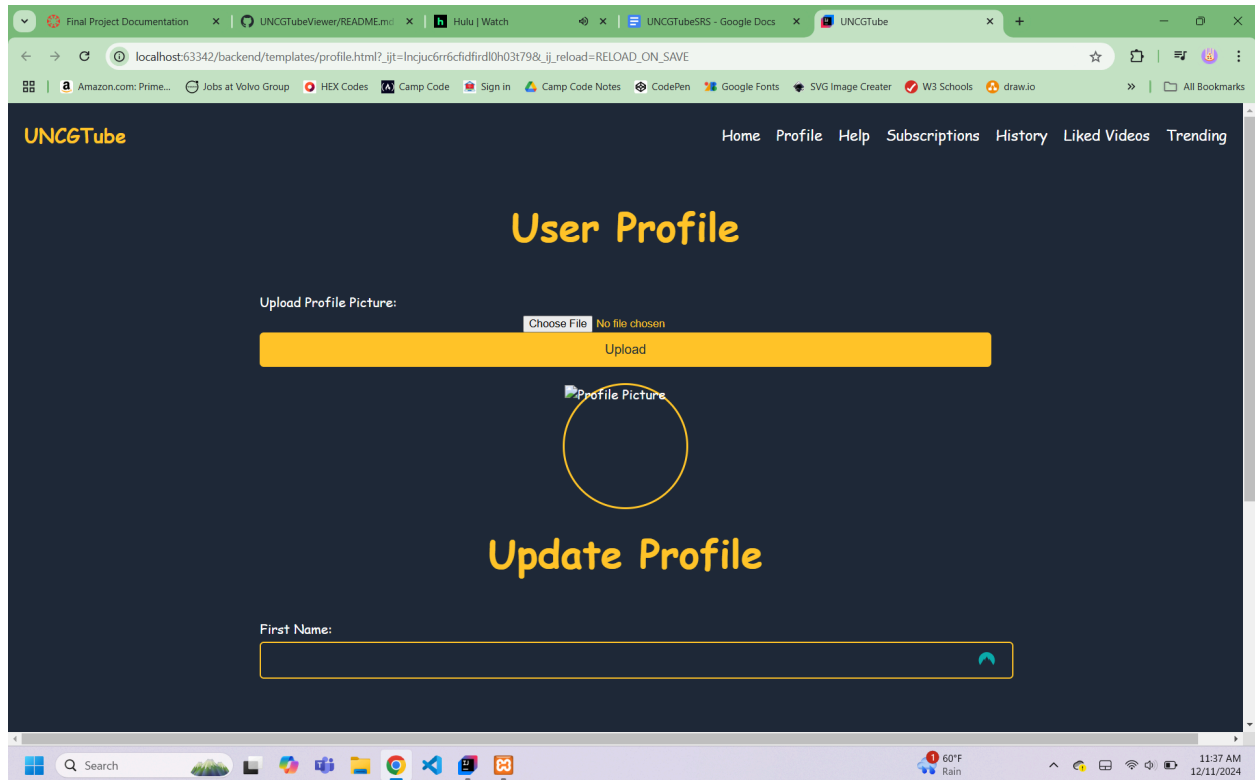 Final Project Documentation
UNCGTubeViewer/README.md
Hulu | Watch
UNCGTubeSRS - Google Docs
UNCGTube
localhost:63342/backend/templates/profile.html?_ijt=lncjuc6rr6cfidfirdl0h03t79&_ij_reload=RELOAD_ON_SAVE
Amazon.com: Prime... Jobs at Volvo Group HEX Codes Camp Code Sign in Camp Code Notes CodePen Google Fonts SVG Image Creater W3 Schools draw.io » All Bookmarks
UNCGTube
Home Profile Help Subscriptions History Liked Videos Trending
User Profile
Upload Profile Picture:
Choose File No file chosen
Upload
Profile Picture
Update Profile
First Name:
Search
1
60°F
Rain
11:37 AM
12/11/2024